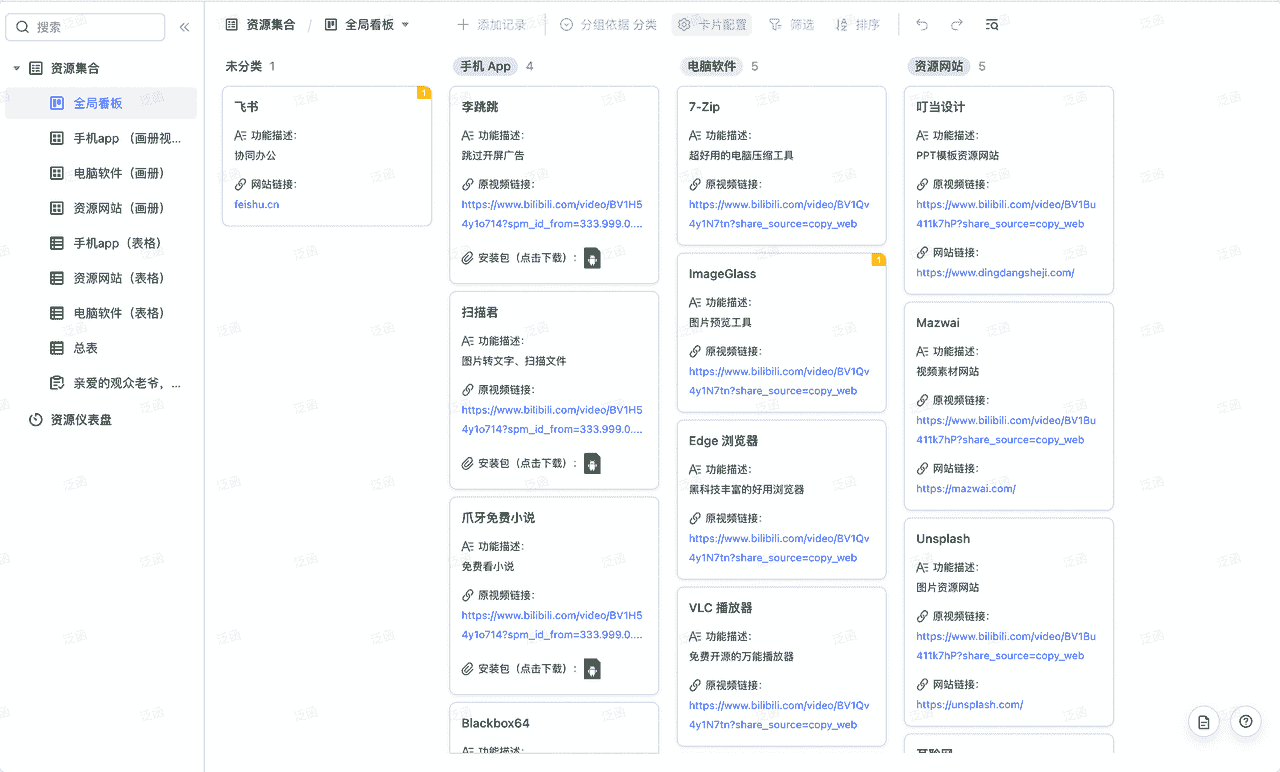 搜索
资源集合
全局看板
手机app （画册视...
电脑软件（画册）
资源网站（画册）
手机app（表格）
资源网站（表格）
电脑软件（表格）
总表
亲爱的观众老爷，...
资源仪表盘
资源集合 / 全局看板
添加记录 分组依据 分类 卡片配置 筛选 排序
未分类 1
1
飞书
功能描述:
协同办公
网站链接:
feishu.cn
手机 App 4
李跳跳
功能描述:
跳过开屏广告
原视频链接:
https://www.bilibili.com/video/BV1H5
4y1o714?spm_id_from=333.999.0....
安装包（点击下载）:
扫描君
功能描述:
图片转文字、扫描文件
原视频链接:
https://www.bilibili.com/video/BV1H5
4y1o714?spm_id_from=333.999.0....
安装包（点击下载）:
爪牙免费小说
功能描述:
免费看小说
原视频链接:
https://www.bilibili.com/video/BV1H5
4y1o714?spm_id_from=333.999.0....
安装包（点击下载）:
Blackbox64
功能描述:
电脑软件 5
7-Zip
功能描述:
超好用的电脑压缩工具
原视频链接:
https://www.bilibili.com/video/BV1Qv
4y1N7tn?share_source=copy_web
1
ImageGlass
功能描述:
图片预览工具
原视频链接:
https://www.bilibili.com/video/BV1Qv
4y1N7tn?share_source=copy_web
Edge 浏览器
功能描述:
黑科技丰富的好用浏览器
原视频链接:
https://www.bilibili.com/video/BV1Qv
4y1N7tn?share_source=copy_web
VLC 播放器
功能描述:
免费开源的万能播放器
原视频链接:
https://www.bilibili.com/video/BV1Qv
4y1N7tn?share_source=copy_web
资源网站 5
叮当设计
功能描述:
PPT模板资源网站
原视频链接:
https://www.bilibili.com/video/BV1Bu
411k7hP?share_source=copy_web
网站链接:
https://www.dingdangsheji.com/
Mazwai
功能描述:
视频素材网站
原视频链接:
https://www.bilibili.com/video/BV1Bu
411k7hP?share_source=copy_web
网站链接:
https://mazwai.com/
Unsplash
功能描述:
图片资源网站
原视频链接:
https://www.bilibili.com/video/BV1Bu
411k7hP?share_source=copy_web
网站链接:
https://unsplash.com/